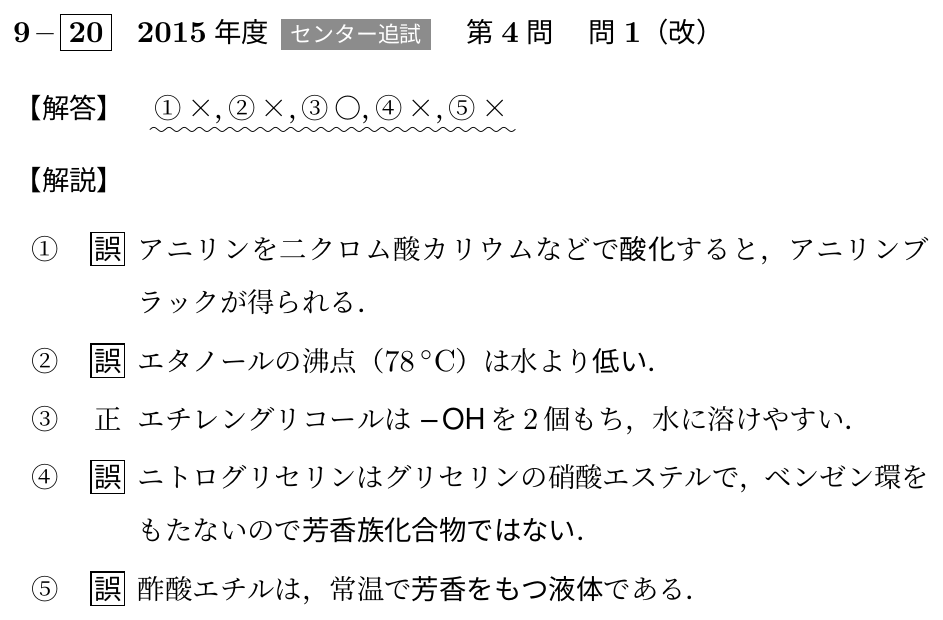 9－20 2015 年度 センター追試 第 4 問 問 1（改）
【解答】 ① ×, ② ×, ③ ○, ④ ×, ⑤ ×
【解説】
① 誤 アニリンを二クロム酸カリウムなどで酸化すると，アニリンブ
ラックが得られる．
② 誤 エタノールの沸点（78 °C）は水より低い．
③ 正 エチレングリコールは －OH を 2 個もち，水に溶けやすい．
④ 誤 ニトログリセリンはグリセリンの硝酸エステルで，ベンゼン環を
もたないので芳香族化合物ではない．
⑤ 誤 酢酸エチルは，常温で芳香をもつ液体である．